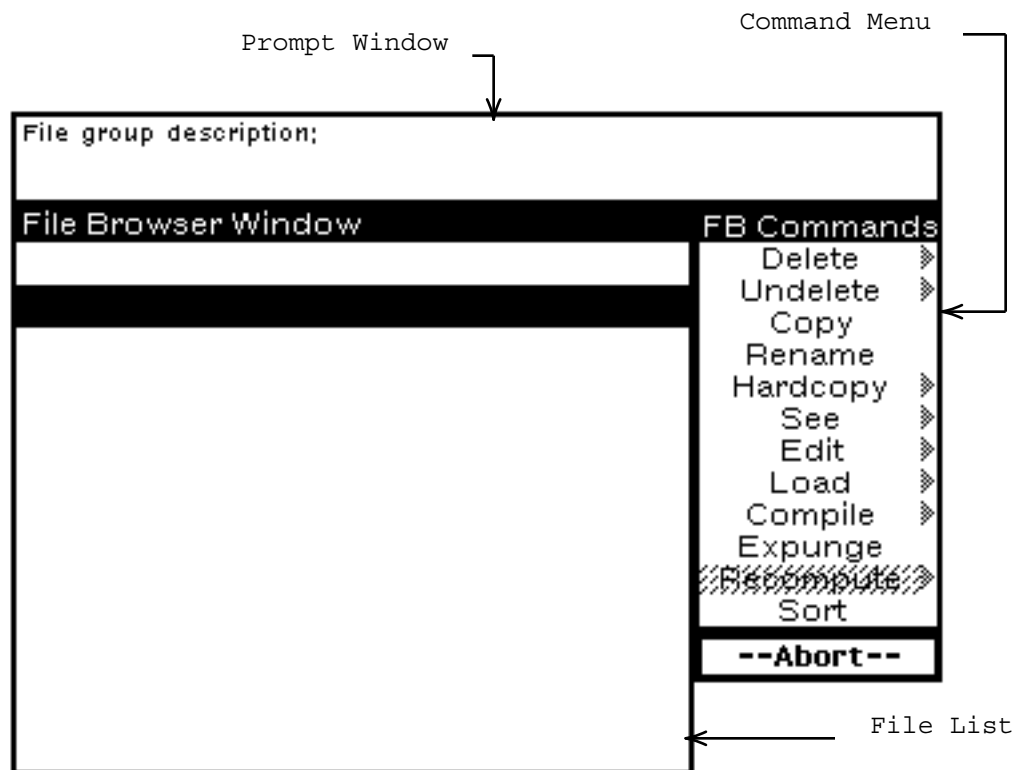 Command Menu
Prompt Window
File group description:
File Browser Window
FB Commands
Delete
Undelete
Copy
Rename
Hardcopy
See
Edit
Load
Compile
Expunge
Recompute
Sort
--Abort--
File List